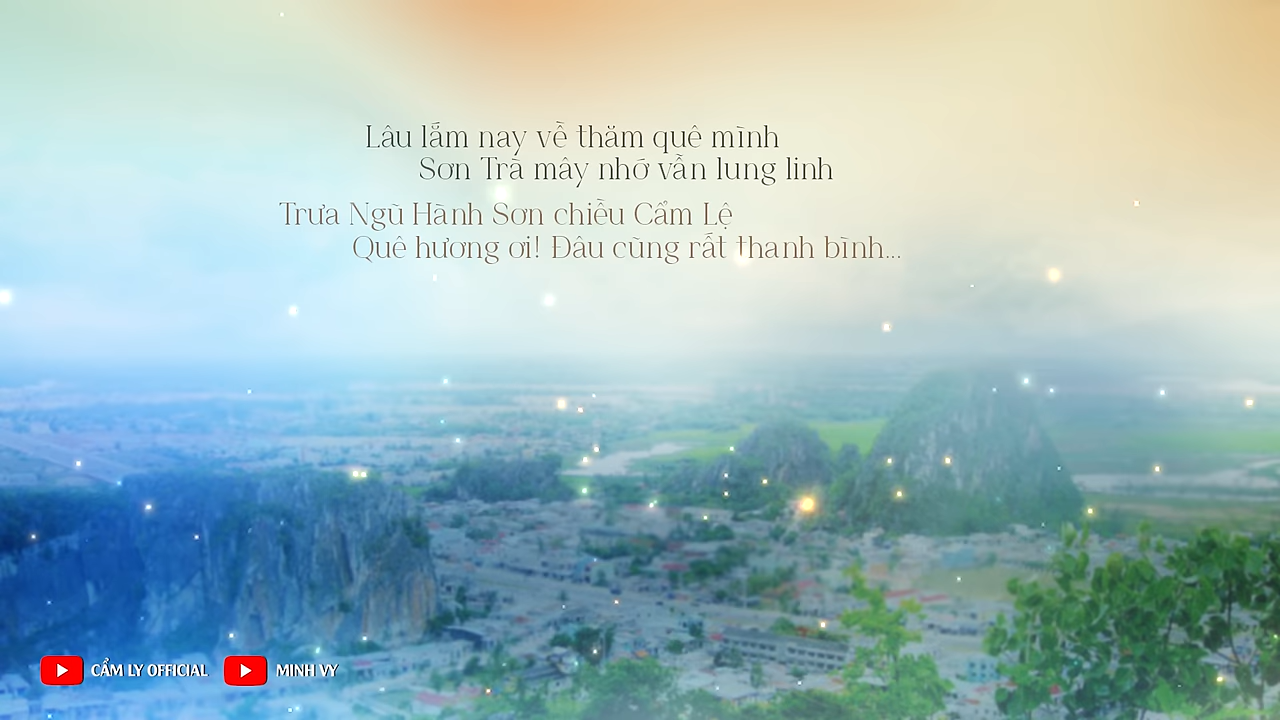 Lâu lắm nay về thăm quê mình
Sơn Trà mây nhớ vẫn lung linh
Trưa Ngũ Hành Sơn chiều Cẩm Lệ
Quê hương ơi! Đâu cũng rất thanh bình...
CẨM LY OFFICIAL
MINH VY